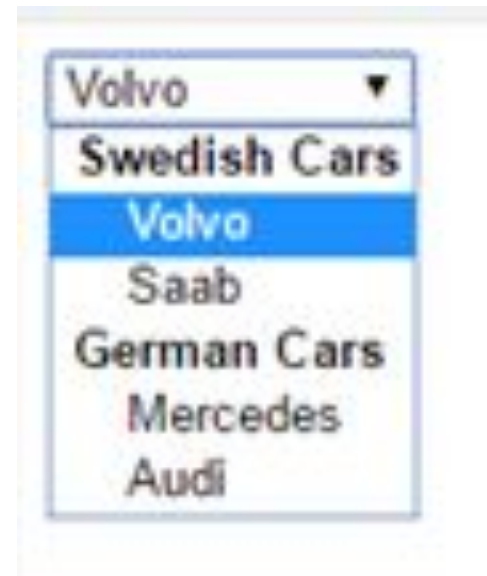 Volvo
Swedish Cars
Volvo
Saab
German Cars
Mercedes
Audi